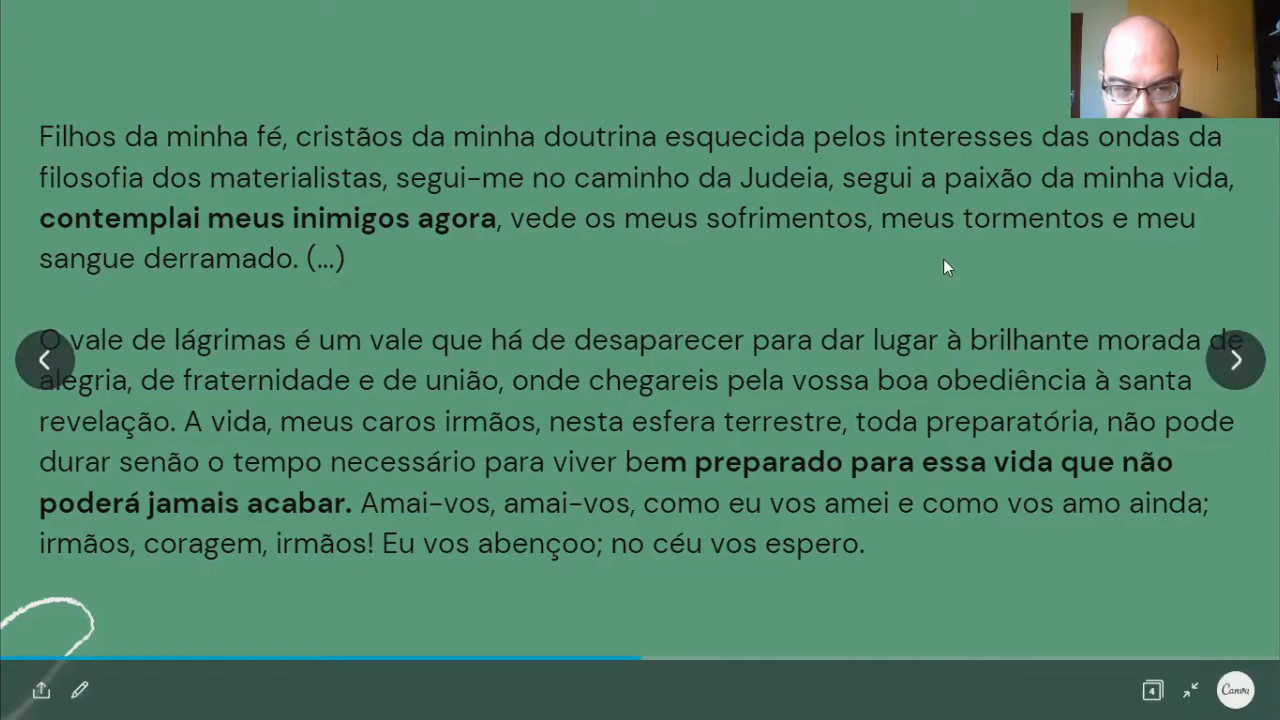 Filhos da minha fé, cristãos da minha doutrina esquecida pelos interesses das ondas da
filosofia dos materialistas, segui-me no caminho da Judeia, segui a paixão da minha vida,
contemplai meus inimigos agora, vede os meus sofrimentos, meus tormentos e meu
sangue derramado. (...)
O vale de lágrimas é um vale que há de desaparecer para dar lugar à brilhante morada de
alegria, de fraternidade e de união, onde chegareis pela vossa boa obediência à santa
revelação. A vida, meus caros irmãos, nesta esfera terrestre, toda preparatória, não pode
durar senão o tempo necessário para viver bem preparado para essa vida que não
poderá jamais acabar. Amai-vos, amai-vos, como eu vos amei e como vos amo ainda;
irmãos, coragem, irmãos! Eu vos abençoo; no céu vos espero.
4
Canva